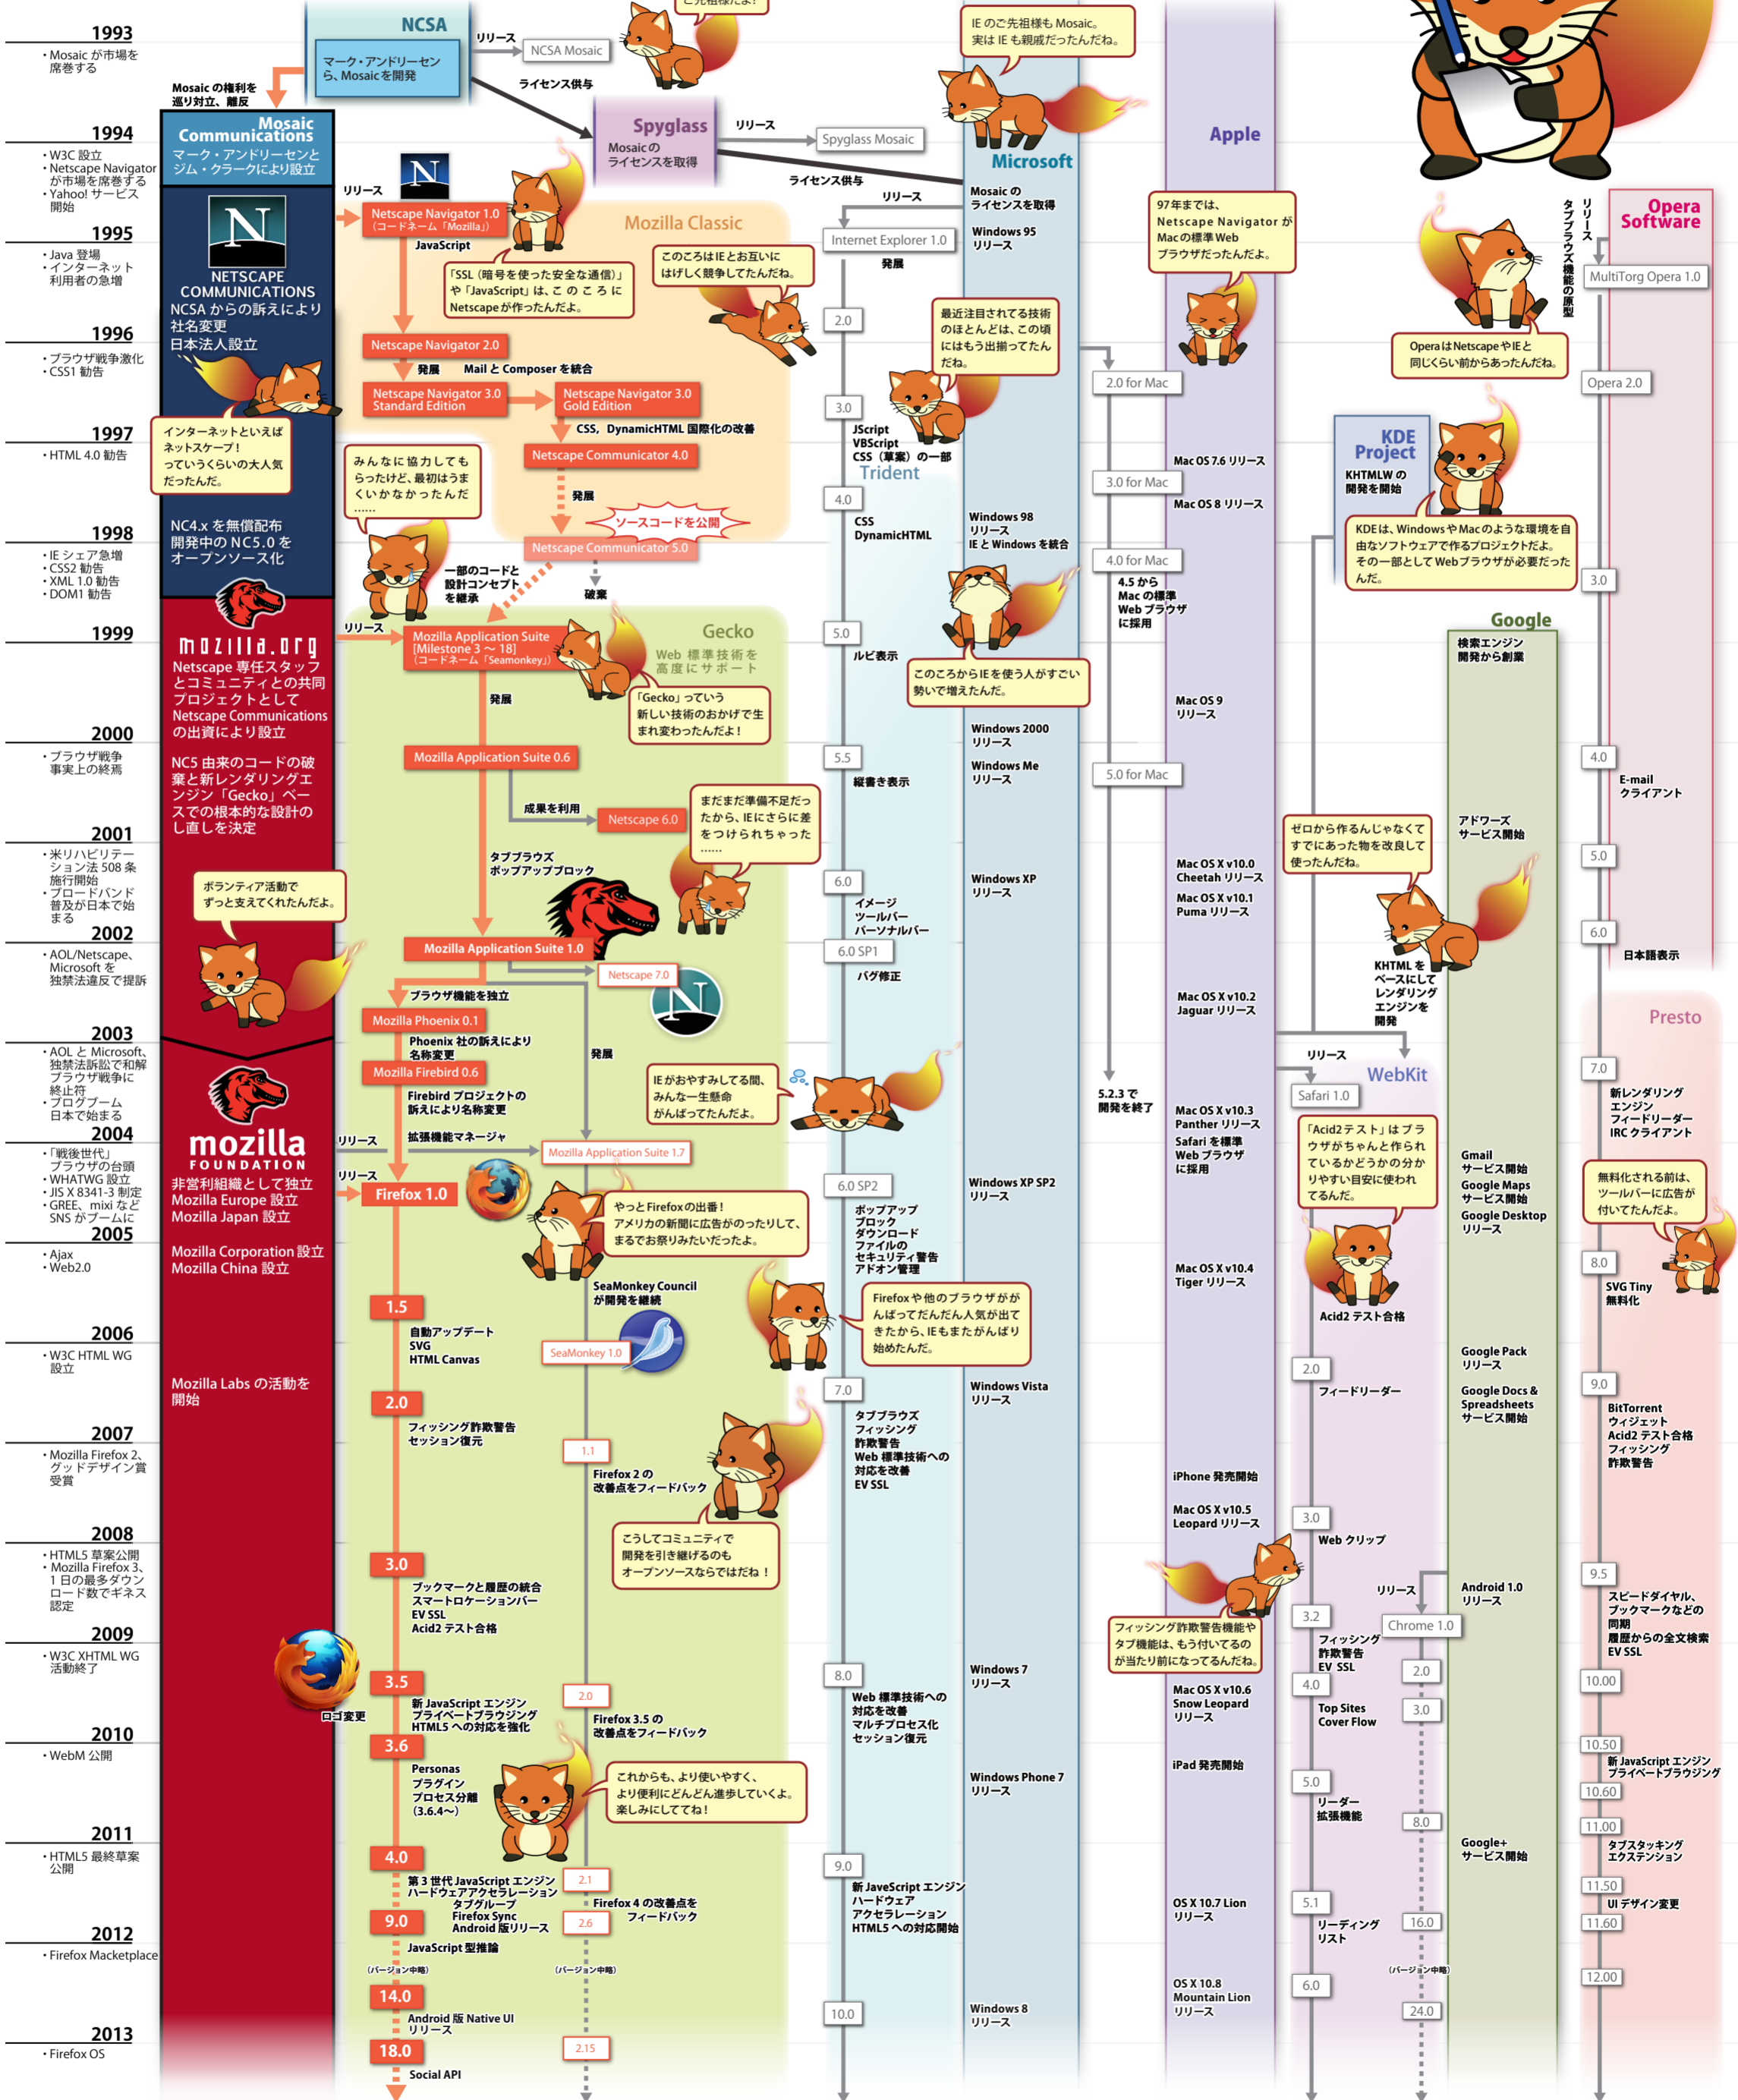 1993
・Mosaic が市場を
席巻する
1994
・W3C 設立
・Netscape Navigator
が市場を席巻する
・Yahoo! サービス
開始
1995
・Java 登場
・インターネット
利用者の急増
1996
・ブラウザ戦争激化
・CSS1 勧告
1997
・HTML 4.0 勧告
1998
・IE シェア急増
・CSS2 勧告
・XML 1.0 勧告
・DOM1 勧告
1999
2000
・ブラウザ戦争
事実上の終焉
2001
・米リハビリテー
ション法 508 条
施行開始
・ブロードバンド
普及が日本で始
まる
2002
・AOL/Netscape、
Microsoft を
独禁法違反で提訴
2003
・AOL と Microsoft、
独禁法訴訟で和解
ブラウザ戦争に
終止符
・ブログブーム
日本で始まる
2004
・「戦後世代」
ブラウザの台頭
・WHATWG 設立
・JIS X 8341-3 制定
・GREE、mixi など
SNS がブームに
2005
・Ajax
・Web2.0
2006
・W3C HTML WG
設立
2007
・Mozilla Firefox 2、
グッドデザイン賞
受賞
2008
・HTML5 草案公開
・Mozilla Firefox 3、
1 日の最多ダウン
ロード数でギネス
認定
2009
・W3C XHTML WG
活動終了
2010
・WebM 公開
2011
・HTML5 最終草案
公開
2012
・Firefox Macketplace
2013
・Firefox OS
NCSA
マーク・アンドリーセン
ら、Mosaicを開発
リリース
NCSA Mosaic
ライセンス供与
Mosaic の権利を
巡り対立、離反
Mosaic
Communications
マーク・アンドリーセンと
ジム・クラークにより設立
N
NETSCAPE
COMMUNICATIONS
NCSA からの訴えにより
社名変更
日本法人設立
インターネットといえば
ネットスケープ！
っていうくらいの大人気
だったんだ。
NC4.x を無償配布
開発中の NC5.0 を
オープンソース化
mozilla.org
Netscape 専任スタッフ
とコミュニティとの共同
プロジェクトとして
Netscape Communications
の出資により設立
NC5 由来のコードの破
棄と新レンダリングエ
ンジン「Gecko」ベー
スでの根本的な設計の
し直しを決定
ボランティア活動で
ずっと支えてくれたんだよ。
mozilla
FOUNDATION
非営利組織として独立
Mozilla Europe 設立
Mozilla Japan 設立
Mozilla Corporation 設立
Mozilla China 設立
Mozilla Labs の活動を
開始
Spyglass
Mosaic の
ライセンスを取得
リリース
Spyglass Mosaic
ライセンス供与
リリース
N
Netscape Navigator 1.0
（コードネーム「Mozilla」）
JavaScript
Mozilla Classic
「SSL（暗号を使った安全な通信）」
や「JavaScript」は、このころに
Netscapeが作ったんだよ。
このころはIEとお互いに
はげしく競争してたんだね。
Netscape Navigator 2.0
発展
Mail と Composer を統合
Netscape Navigator 3.0
Standard Edition
Netscape Navigator 3.0
Gold Edition
CSS，DynamicHTML 国際化の改善
Netscape Communicator 4.0
みんなに協力しても
らったけど、最初はうま
くいかなかったんだ
……
発展
ソースコードを公開
Netscape Communicator 5.0
一部のコードと
設計コンセプト
を継承
破棄
リリース
Mozilla Application Suite
[Milestone 3 ～ 18]
（コードネーム「Seamonkey」）
Gecko
Web 標準技術を
高度にサポート
「Gecko」っていう
新しい技術のおかげで生
まれ変わったんだよ！
発展
Mozilla Application Suite 0.6
成果を利用
Netscape 6.0
まだまだ準備不足だっ
たから、IEにさらに差
をつけられちゃった
……
タブブラウズ
ポップアップブロック
Mozilla Application Suite 1.0
Netscape 7.0
N
ブラウザ機能を独立
Mozilla Phoenix 0.1
Phoenix 社の訴えにより
名称変更
発展
Mozilla Firebird 0.6
Firebird プロジェクトの
訴えにより名称変更
リリース
拡張機能マネージャ
Mozilla Application Suite 1.7
リリース
Firefox 1.0
やっとFirefoxの出番！
アメリカの新聞に広告がのったりして、
まるでお祭りみたいだったよ。
SeaMonkey Council
が開発を継続
1.5
自動アップデート
SVG
HTML Canvas
SeaMonkey 1.0
2.0
フィッシング詐欺警告
セッション復元
1.1
Firefox 2 の
改善点をフィードバック
こうしてコミュニティで
開発を引き継げるのも
オープンソースならではだね！
3.0
ブックマークと履歴の統合
スマートロケーションバー
EV SSL
Acid2 テスト合格
ロゴ変更
3.5
新 JavaScript エンジン
プライベートブラウジング
HTML5 への対応を強化
2.0
Firefox 3.5 の
改善点をフィードバック
3.6
Personas
プラグイン
プロセス分離
（3.6.4～）
これからも、より使いやすく、
より便利にどんどん進歩していくよ。
楽しみにしててね！
4.0
第 3 世代 JavaScript エンジン
ハードウェアアクセラレーション
タブグループ
Firefox Sync
Android 版リリース
2.1
Firefox 4 の改善点を
フィードバック
9.0
2.6
JavaScript 型推論
（バージョン中略）
（バージョン中略）
14.0
Android 版 Native UI
リリース
18.0
2.15
Social API
IE のご先祖様も Mosaic。
実は IE も親戚だったんだね。
Microsoft
Mosaic の
ライセンスを取得
リリース
Internet Explorer 1.0
発展
Windows 95
リリース
2.0
最近注目されてる技術
のほとんどは、この頃
にはもう出揃ってたん
だね。
3.0
JScript
VBScript
CSS（草案）の一部
Trident
4.0
CSS
DynamicHTML
Windows 98
リリース
IE と Windows を統合
5.0
ルビ表示
このころからIEを使う人がすごい
勢いで増えたんだ。
5.5
縦書き表示
Windows 2000
リリース
Windows Me
リリース
6.0
イメージ
ツールバー
パーソナルバー
Windows XP
リリース
6.0 SP1
バグ修正
IEがおやすみしてる間、
みんな一生懸命
がんばってたんだよ。
6.0 SP2
ポップアップ
ブロック
ダウンロード
ファイルの
セキュリティ警告
アドオン管理
Windows XP SP2
リリース
Firefoxや他のブラウザがが
んばってだんだん人気が出て
きたから、IEもまたがんばり
始めたんだ。
7.0
タブブラウズ
フィッシング
詐欺警告
Web 標準技術への
対応を改善
EV SSL
Windows Vista
リリース
8.0
Web 標準技術への
対応を改善
マルチプロセス化
セッション復元
Windows 7
リリース
Windows Phone 7
リリース
9.0
新 JaveScript エンジン
ハードウェア
アクセラレーション
HTML5 への対応開始
10.0
Windows 8
リリース
2.0 for Mac
3.0 for Mac
4.0 for Mac
4.5 から
Mac の標準
Web ブラウザ
に採用
5.0 for Mac
5.2.3 で
開発を終了
Apple
97年までは、
Netscape Navigator が
Macの標準Web
ブラウザだったんだよ。
Mac OS 7.6 リリース
Mac OS 8 リリース
Mac OS 9
リリース
Mac OS X v10.0
Cheetah リリース
Mac OS X v10.1
Puma リリース
Mac OS X v10.2
Jaguar リリース
Mac OS X v10.3
Panther リリース
Safari を標準
Web ブラウザ
に採用
Mac OS X v10.4
Tiger リリース
iPhone 発売開始
Mac OS X v10.5
Leopard リリース
フィッシング詐欺警告機能や
タブ機能は、もう付いてるの
が当たり前になってるんだね。
Mac OS X v10.6
Snow Leopard
リリース
iPad 発売開始
OS X 10.7 Lion
リリース
OS X 10.8
Mountain Lion
リリース
KDE
Project
KHTMLW の
開発を開始
KDEは、WindowsやMacのような環境を自
由なソフトウェアで作るプロジェクトだよ。
その一部としてWebブラウザが必要だった
んだ。
ゼロから作るんじゃなくて
すでにあった物を改良して
使ったんだね。
KHTML を
ベースにして
レンダリング
エンジンを
開発
リリース
WebKit
Safari 1.0
「Acid2テスト」はブラ
ウザがちゃんと作られ
ているかどうかの分か
りやすい目安に使われ
てるんだ。
Acid2 テスト合格
2.0
フィードリーダー
3.0
Web クリップ
3.2
フィッシング
詐欺警告
EV SSL
4.0
Top Sites
Cover Flow
5.0
リーダー
拡張機能
5.1
リーディング
リスト
6.0
リリース
Chrome 1.0
2.0
3.0
8.0
16.0
（バージョン中略）
24.0
Google
検索エンジン
開発から創業
アドワーズ
サービス開始
Gmail
サービス開始
Google Maps
サービス開始
Google Desktop
リリース
Google Pack
リリース
Google Docs &
Spreadsheets
サービス開始
Android 1.0
リリース
Google+
サービス開始
Opera
Software
リリース
タブブラウズ機能の原型
MultiTorg Opera 1.0
OperaはNetscapeやIEと
同じくらい前からあったんだね。
Opera 2.0
3.0
4.0
E-mail
クライアント
5.0
6.0
日本語表示
Presto
7.0
新レンダリング
エンジン
フィードリーダー
IRC クライアント
無料化される前は、
ツールバーに広告が
付いてたんだよ。
8.0
SVG Tiny
無料化
9.0
BitTorrent
ウィジェット
Acid2 テスト合格
フィッシング
詐欺警告
9.5
スピードダイヤル、
ブックマークなどの
同期
履歴からの全文検索
EV SSL
10.00
10.50
新 JavaScript エンジン
プライベートブラウジング
10.60
11.00
タブスタッキング
エクステンション
11.50
UI デザイン変更
11.60
12.00